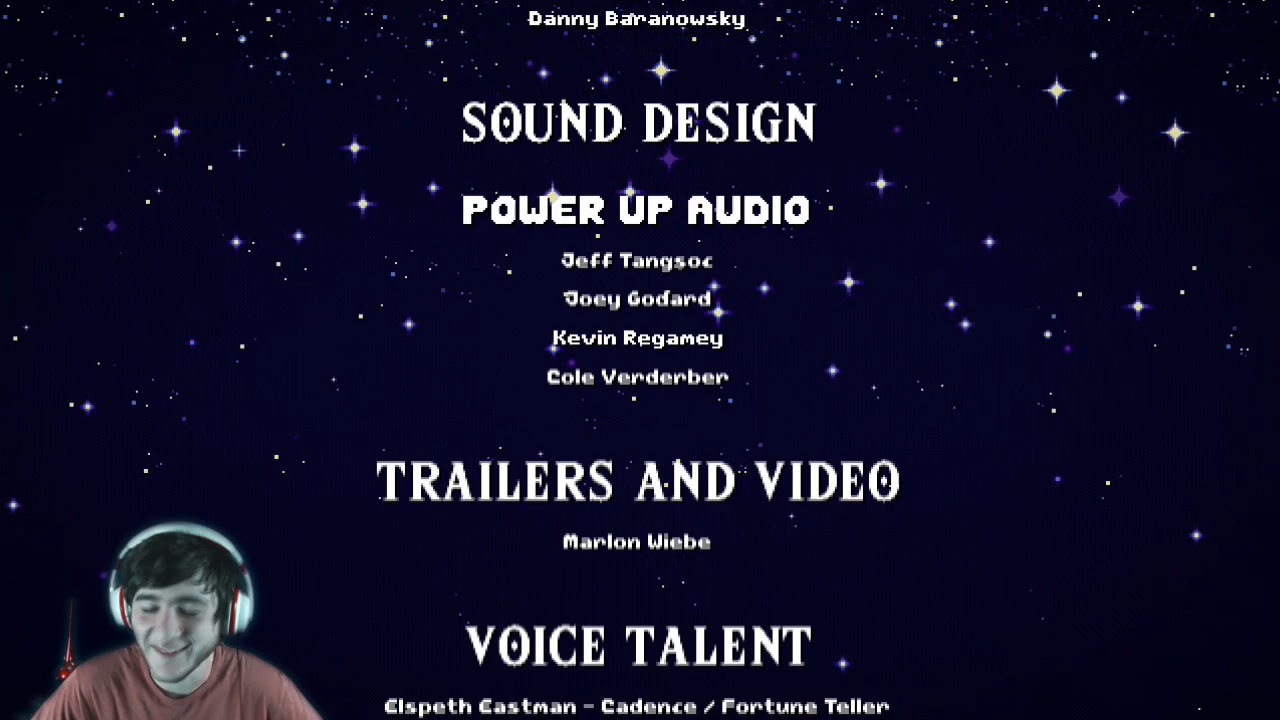 Danny Baranowsky
SOUND DESIGN
POWER UP AUDIO
Jeff Tangsoc
Joey Godard
Kevin Regamey
Cole Verderber
TRAILERS AND VIDEO
Marlon Wiebe
VOICE TALENT
Elspeth Eastman - Cadence / Fortune Teller